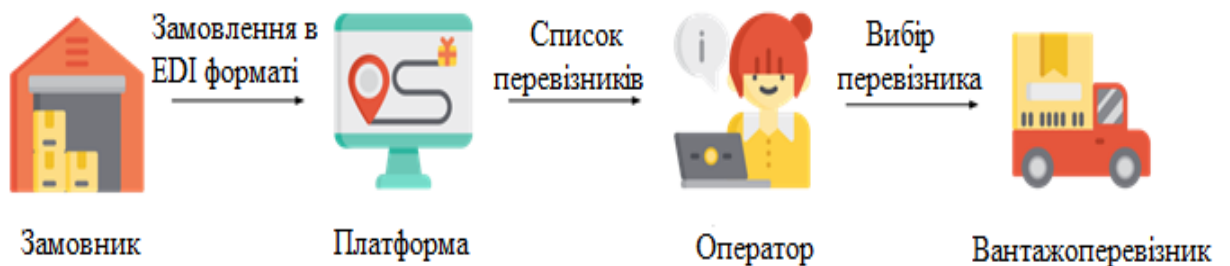 Замовлення в
EDI форматі
Список
перевізників
Вибір
перевізника
i
Замовник
Платформа
Оператор
Вантажоперевізник